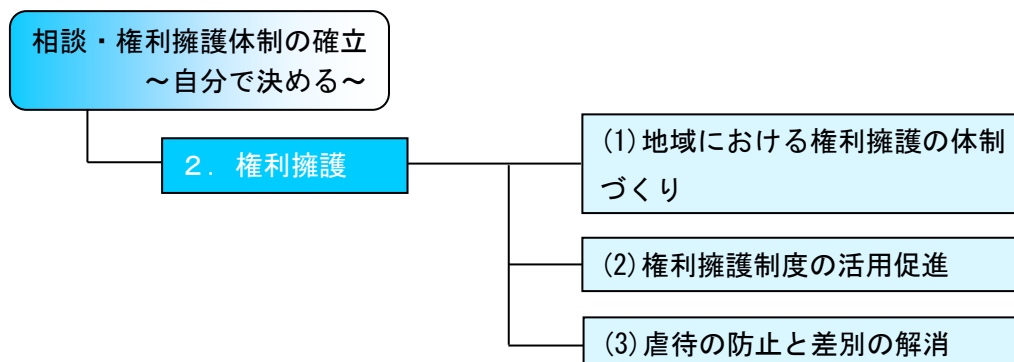 相談・権利擁護体制の確立
～自分で決める～
２．権利擁護
(1)地域における権利擁護の体制
づくり
(2)権利擁護制度の活用促進
(3)虐待の防止と差別の解消